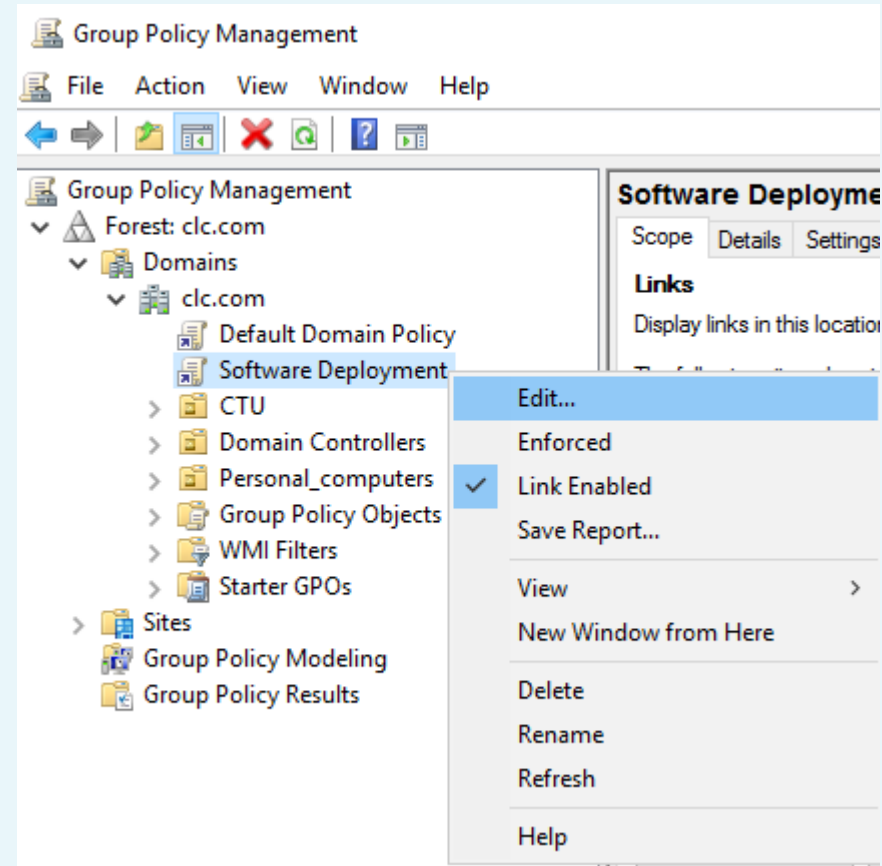 Group Policy Management
File Action View Window Help
Group Policy Management
Forest: clc.com
Domains
clc.com
Default Domain Policy
Software Deployment
CTU
Domain Controllers
Personal_computers
Group Policy Objects
WMI Filters
Starter GPOs
Sites
Group Policy Modeling
Group Policy Results
Software Deployme
Scope Details Settings
Links
Display links in this location
Edit...
Enforced
Link Enabled
Save Report...
View
New Window from Here
Delete
Rename
Refresh
Help